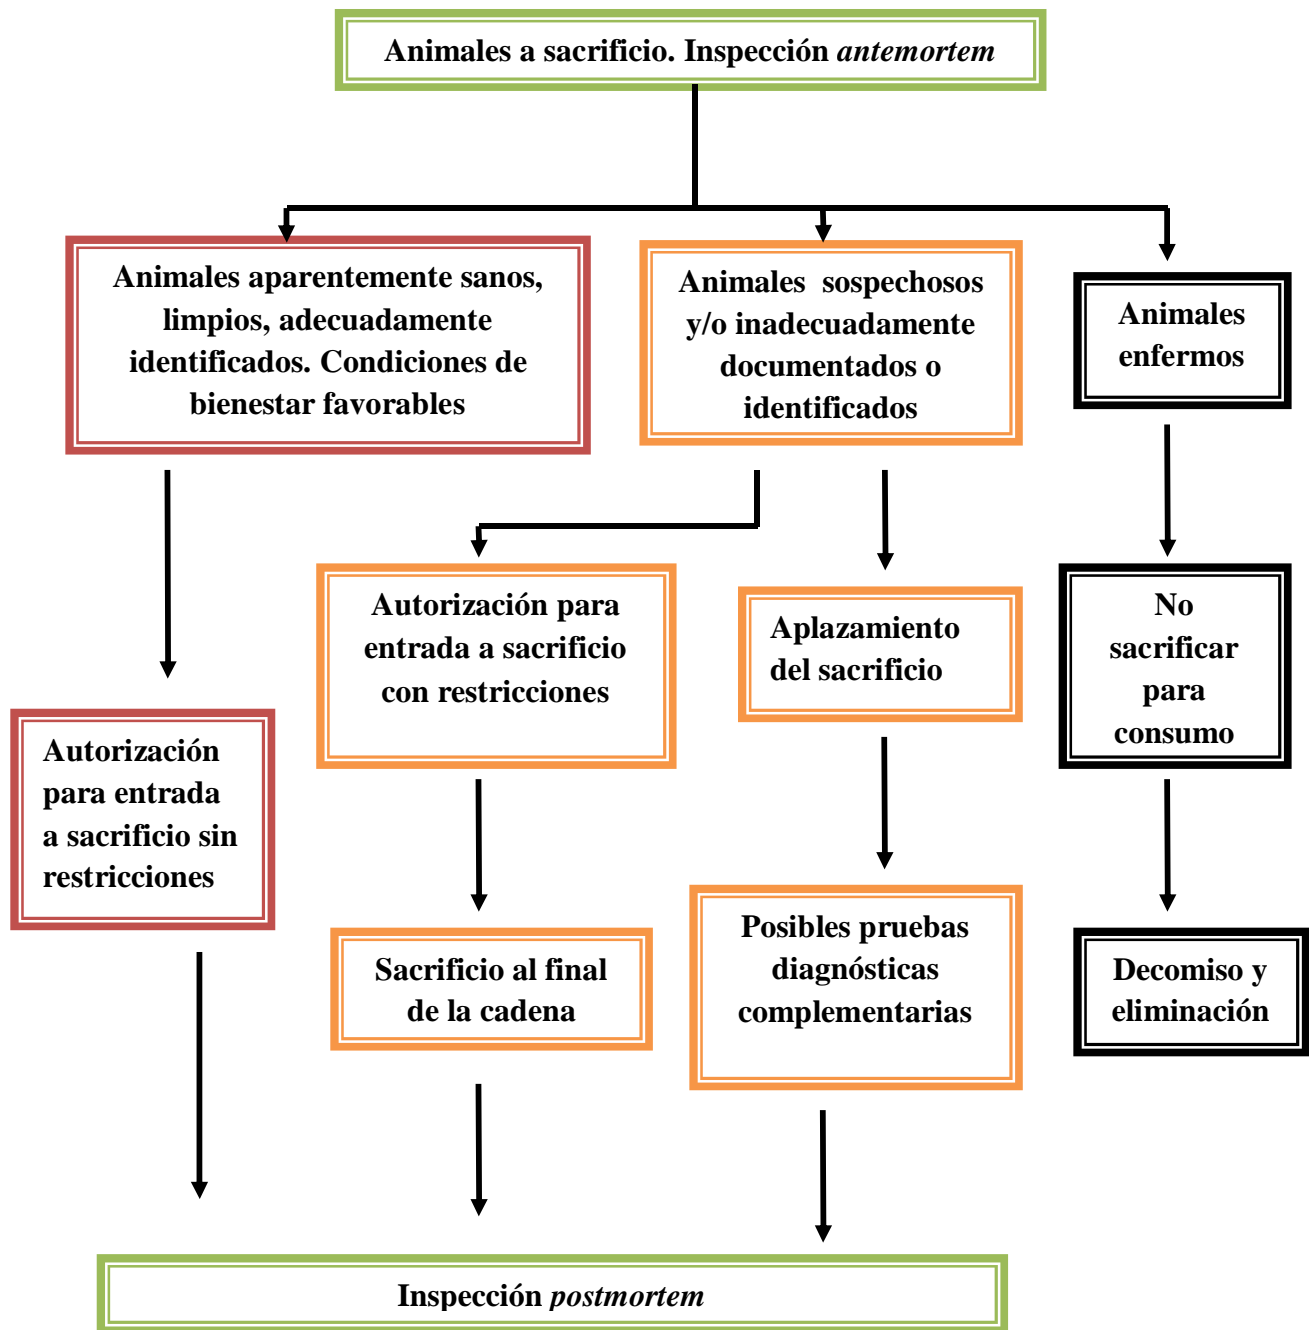 Animales a sacrificio. Inspección antemortem
Animales aparentemente sanos,
limpios, adecuadamente
identificados. Condiciones de
bienestar favorables
Animales sospechosos
y/o inadecuadamente
documentados o
identificados
Animales
enfermos
Autorización para
entrada a sacrificio
con restricciones
Aplazamiento
del sacrificio
No
sacrificar
para
consumo
Autorización
para entrada
a sacrificio sin
restricciones
Sacrificio al final
de la cadena
Posibles pruebas
diagnósticas
complementarias
Decomiso y
eliminación
Inspección postmortem